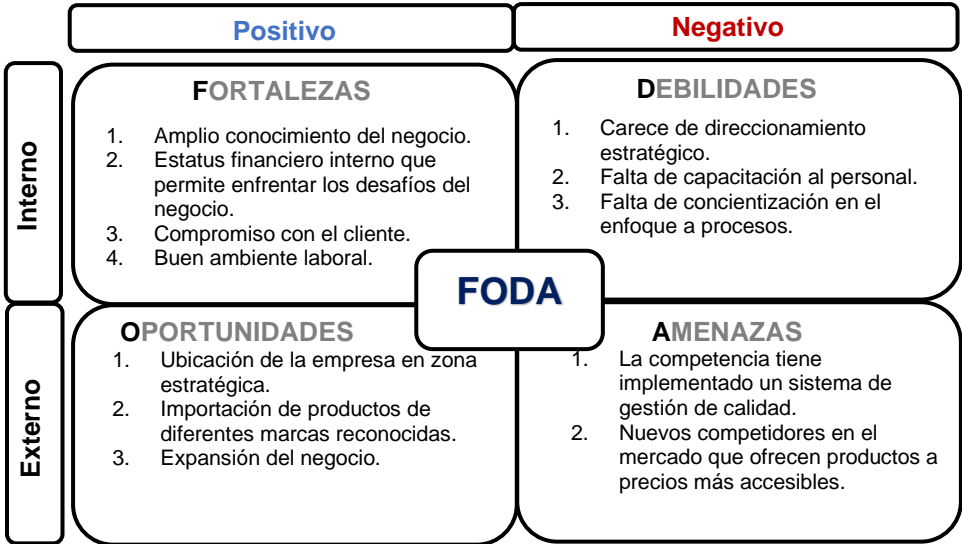 Positivo
Negativo
Interno
FORTALEZAS
1. Amplio conocimiento del negocio.
2. Estatus financiero interno que
permite enfrentar los desafíos del
negocio.
3. Compromiso con el cliente.
4. Buen ambiente laboral.
DEBILIDADES
1. Carece de direccionamiento
estratégico.
2. Falta de capacitación al personal.
3. Falta de concientización en el
enfoque a procesos.
FODA
Externo
OPORTUNIDADES
1. Ubicación de la empresa en zona
estratégica.
2. Importación de productos de
diferentes marcas reconocidas.
3. Expansión del negocio.
AMENAZAS
1. La competencia tiene
implementado un sistema de
gestión de calidad.
2. Nuevos competidores en el
mercado que ofrecen productos a
precios más accesibles.